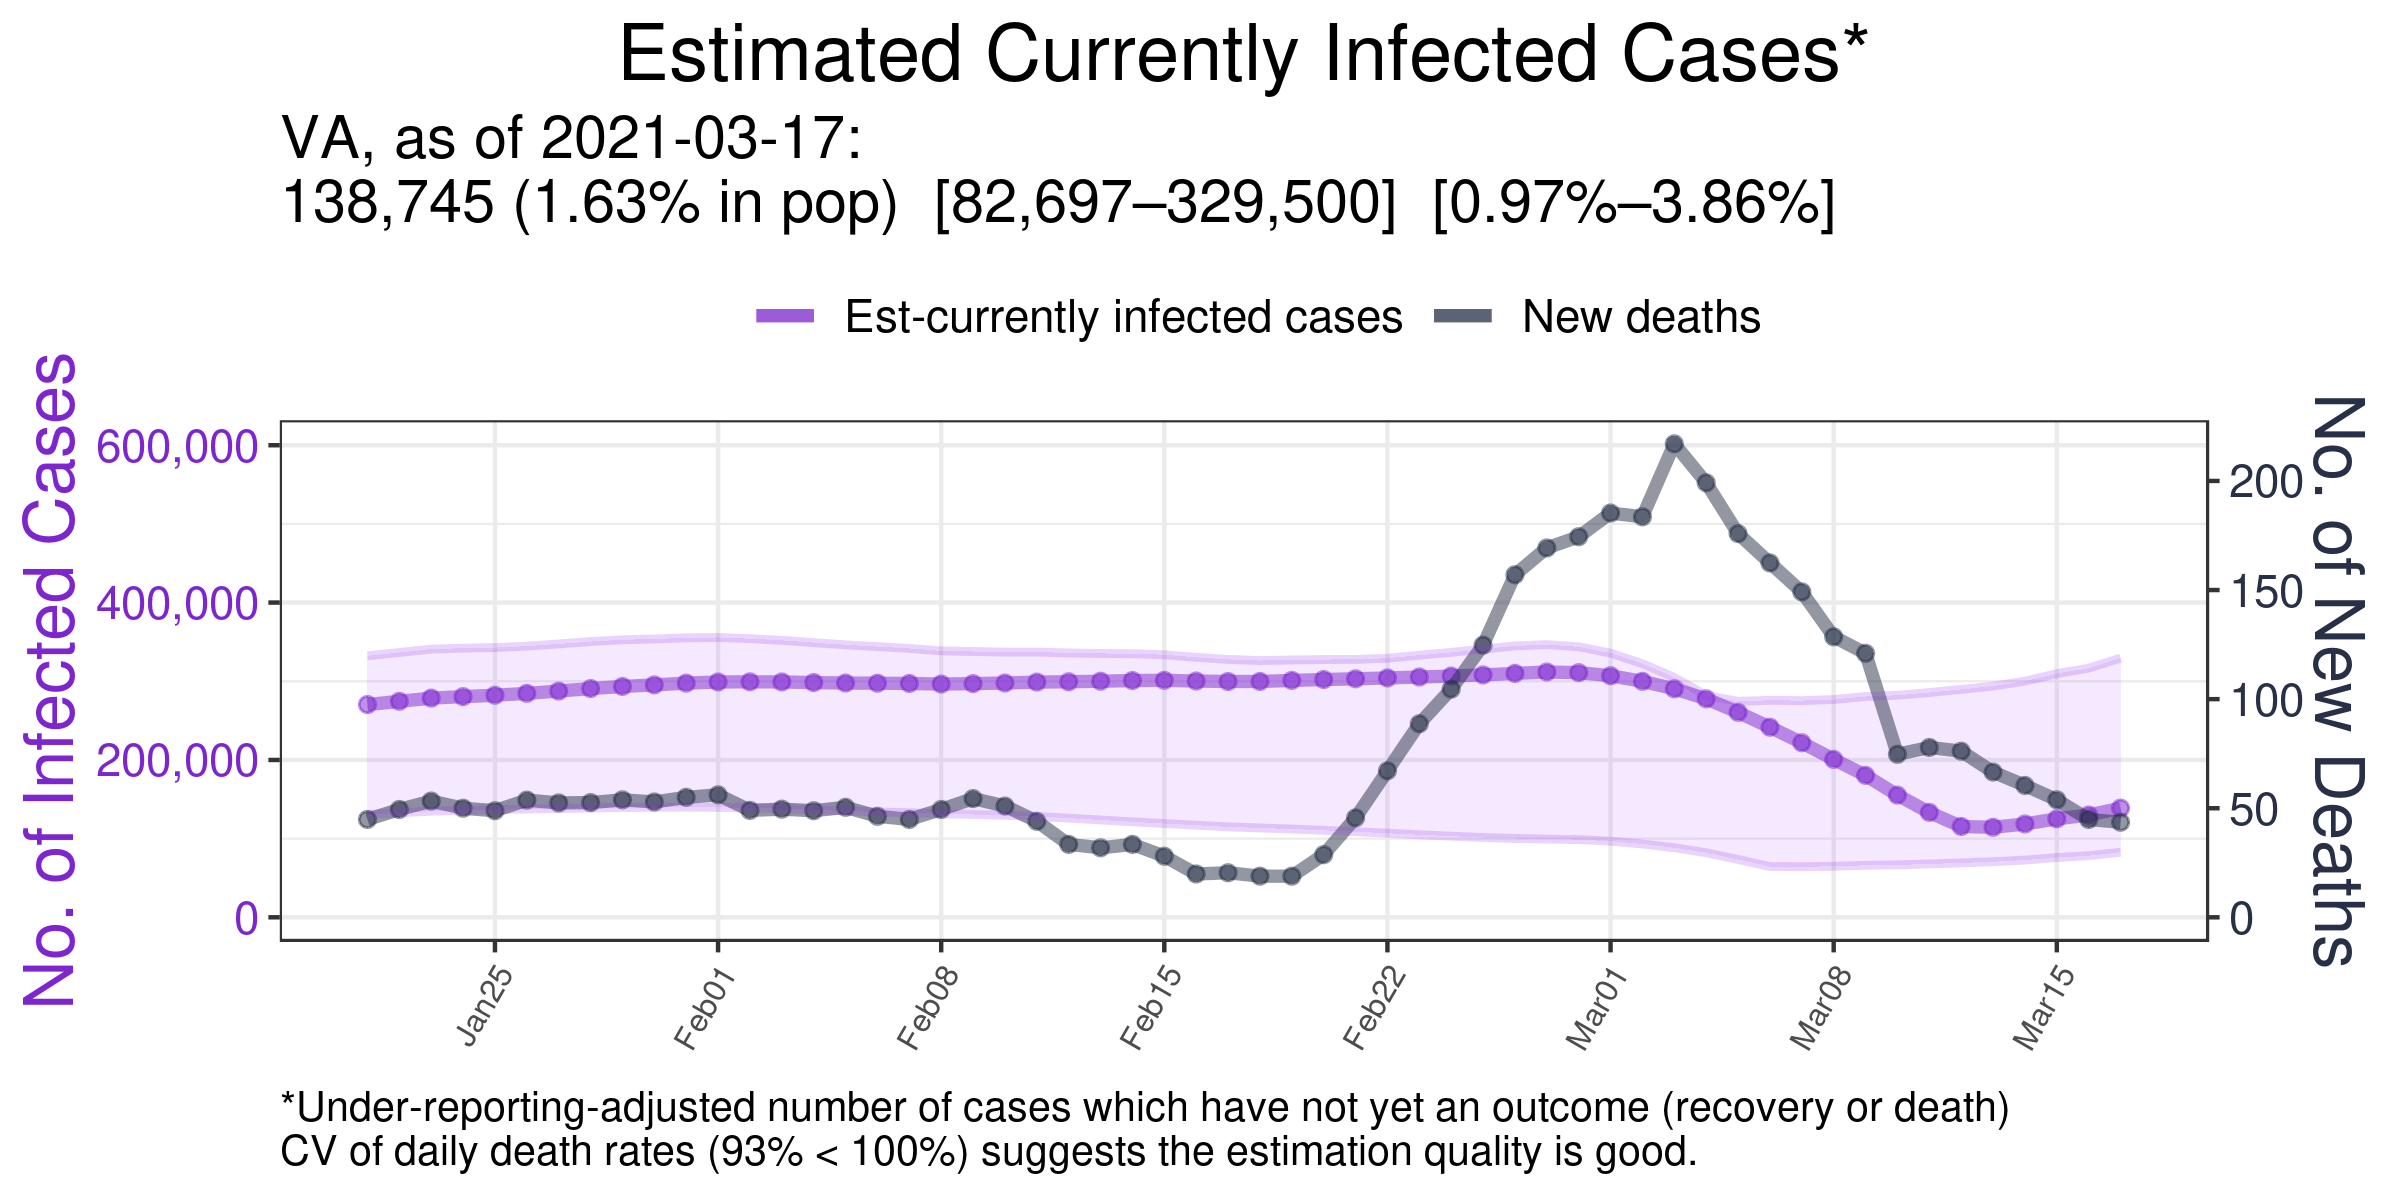 Estimated Currently Infected Cases*
VA, as of 2021-03-17:
138,745 (1.63% in pop)  [82,697–329,500]  [0.97%–3.86%]
Est-currently infected cases
New deaths
No. of Infected Cases
600,000
400,000
200,000
0
No. of New Deaths
200
150
100
50
0
Jan25
Feb01
Feb08
Feb15
Feb22
Mar01
Mar08
Mar15
*Under-reporting-adjusted number of cases which have not yet an outcome (recovery or death)
CV of daily death rates (93% < 100%) suggests the estimation quality is good.